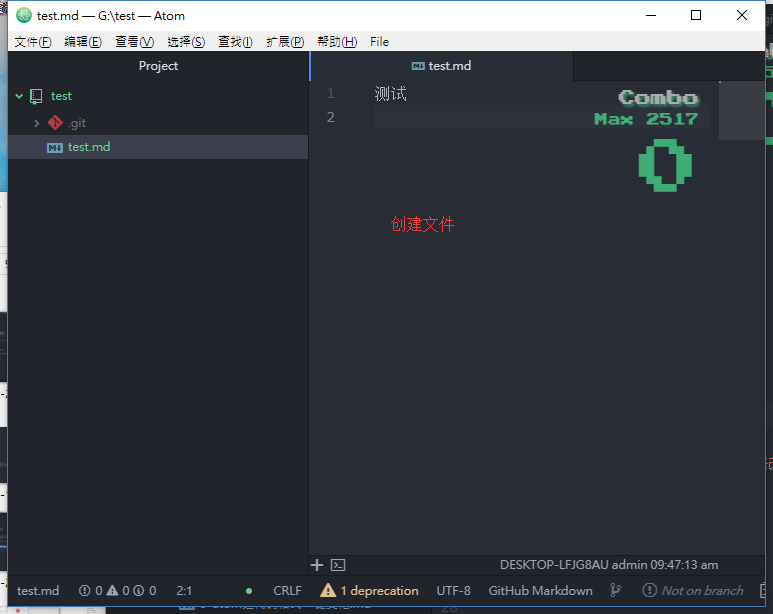 test.md — G:\test — Atom
文件(F) 编辑(E) 查看(V) 选择(S) 查找(I) 扩展(P) 帮助(H) File
Project
test.md
test
.git
test.md
1 测试
2
Combo
Max 2517
0
创建文件
DESKTOP-LFJG8AU admin 09:47:13 am
test.md 0 0 0 2:1 CRLF 1 deprecation UTF-8 GitHub Markdown Not on branch